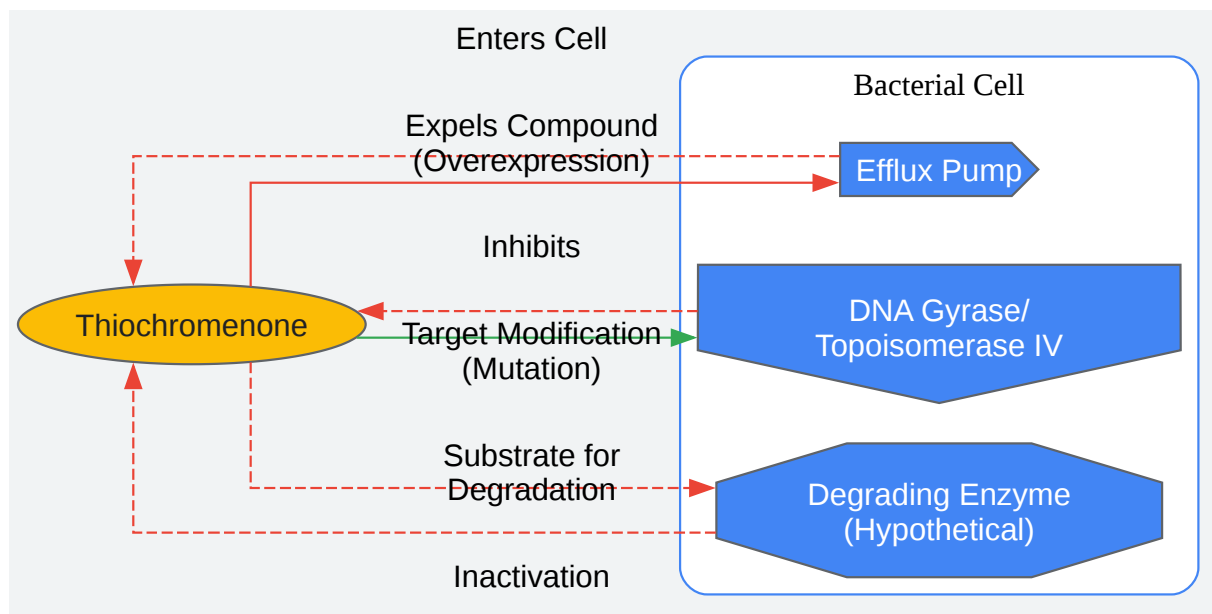 Enters Cell
Bacterial Cell
Expels Compound
(Overexpression)
Efflux Pump
Inhibits
Thiochromenone
Target Modification
(Mutation)
DNA Gyrase/
Topoisomerase IV
Substrate for
Degradation
Degrading Enzyme
(Hypothetical)
Inactivation